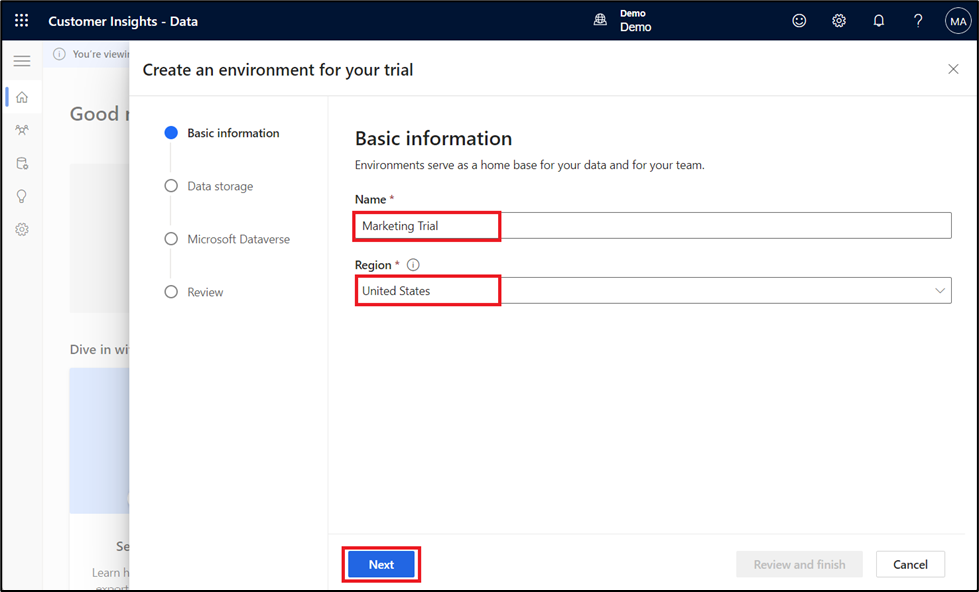 Customer Insights - Data
Demo
Demo
MA
You're viewin
Create an environment for your trial
Good
Basic information
Data storage
Microsoft Dataverse
Review
Basic information
Environments serve as a home base for your data and for your team.
Name *
Marketing Trial
Region *
United States
Dive in wi
Se
Learn h
export
Next
Review and finish
Cancel